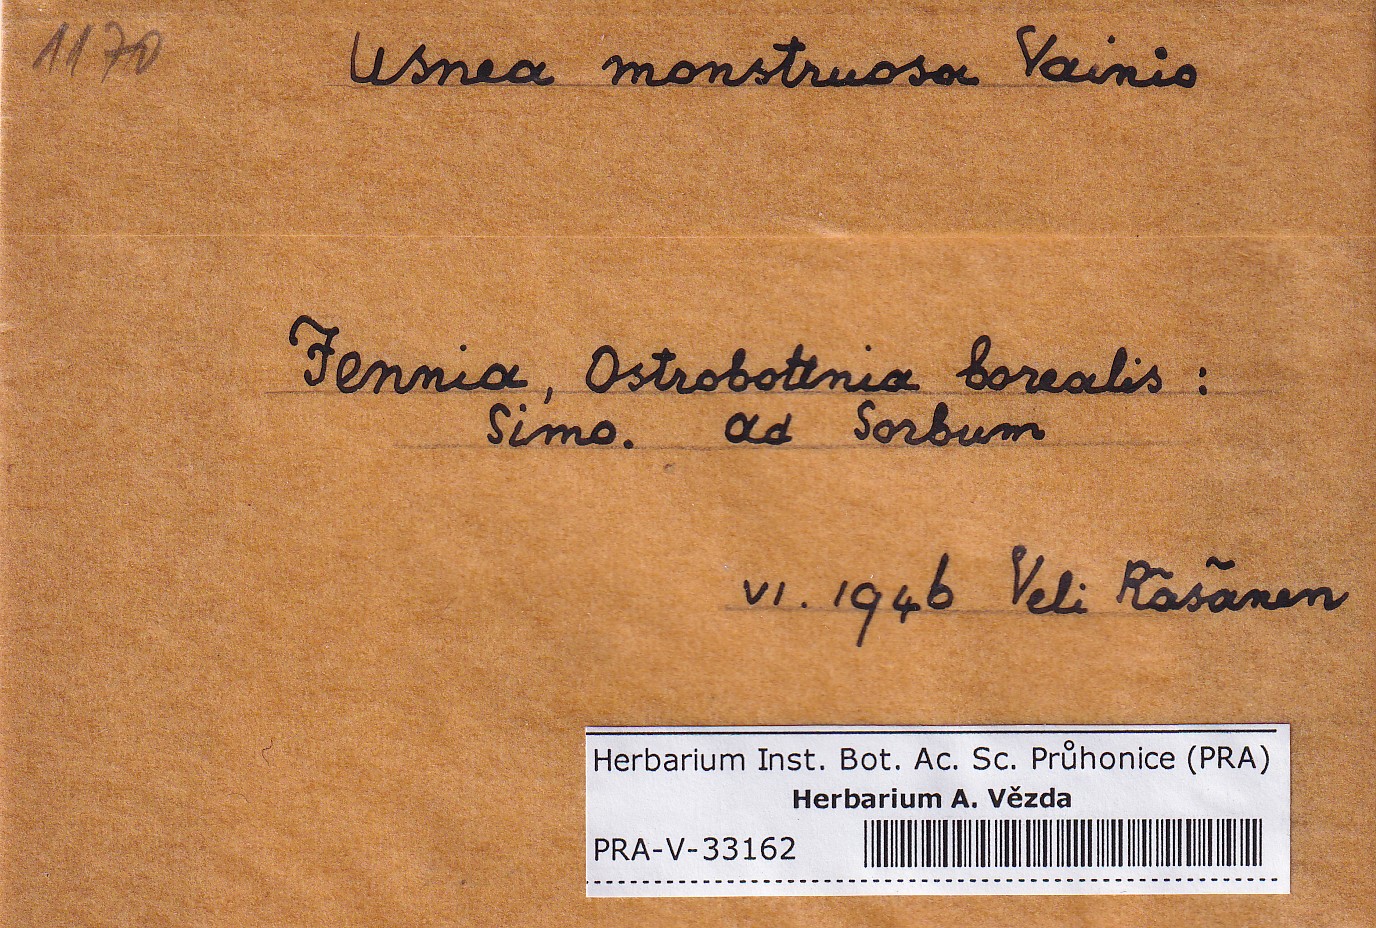 1170
Usnea monstruosa Vainio
Fennia, Ostrobottnia borealis :
Simo. ad Sorbum
VI. 1946 Veli Räsänen
Herbarium Inst. Bot. Ac. Sc. Průhonice (PRA)
Herbarium A. Vězda
PRA-V-33162